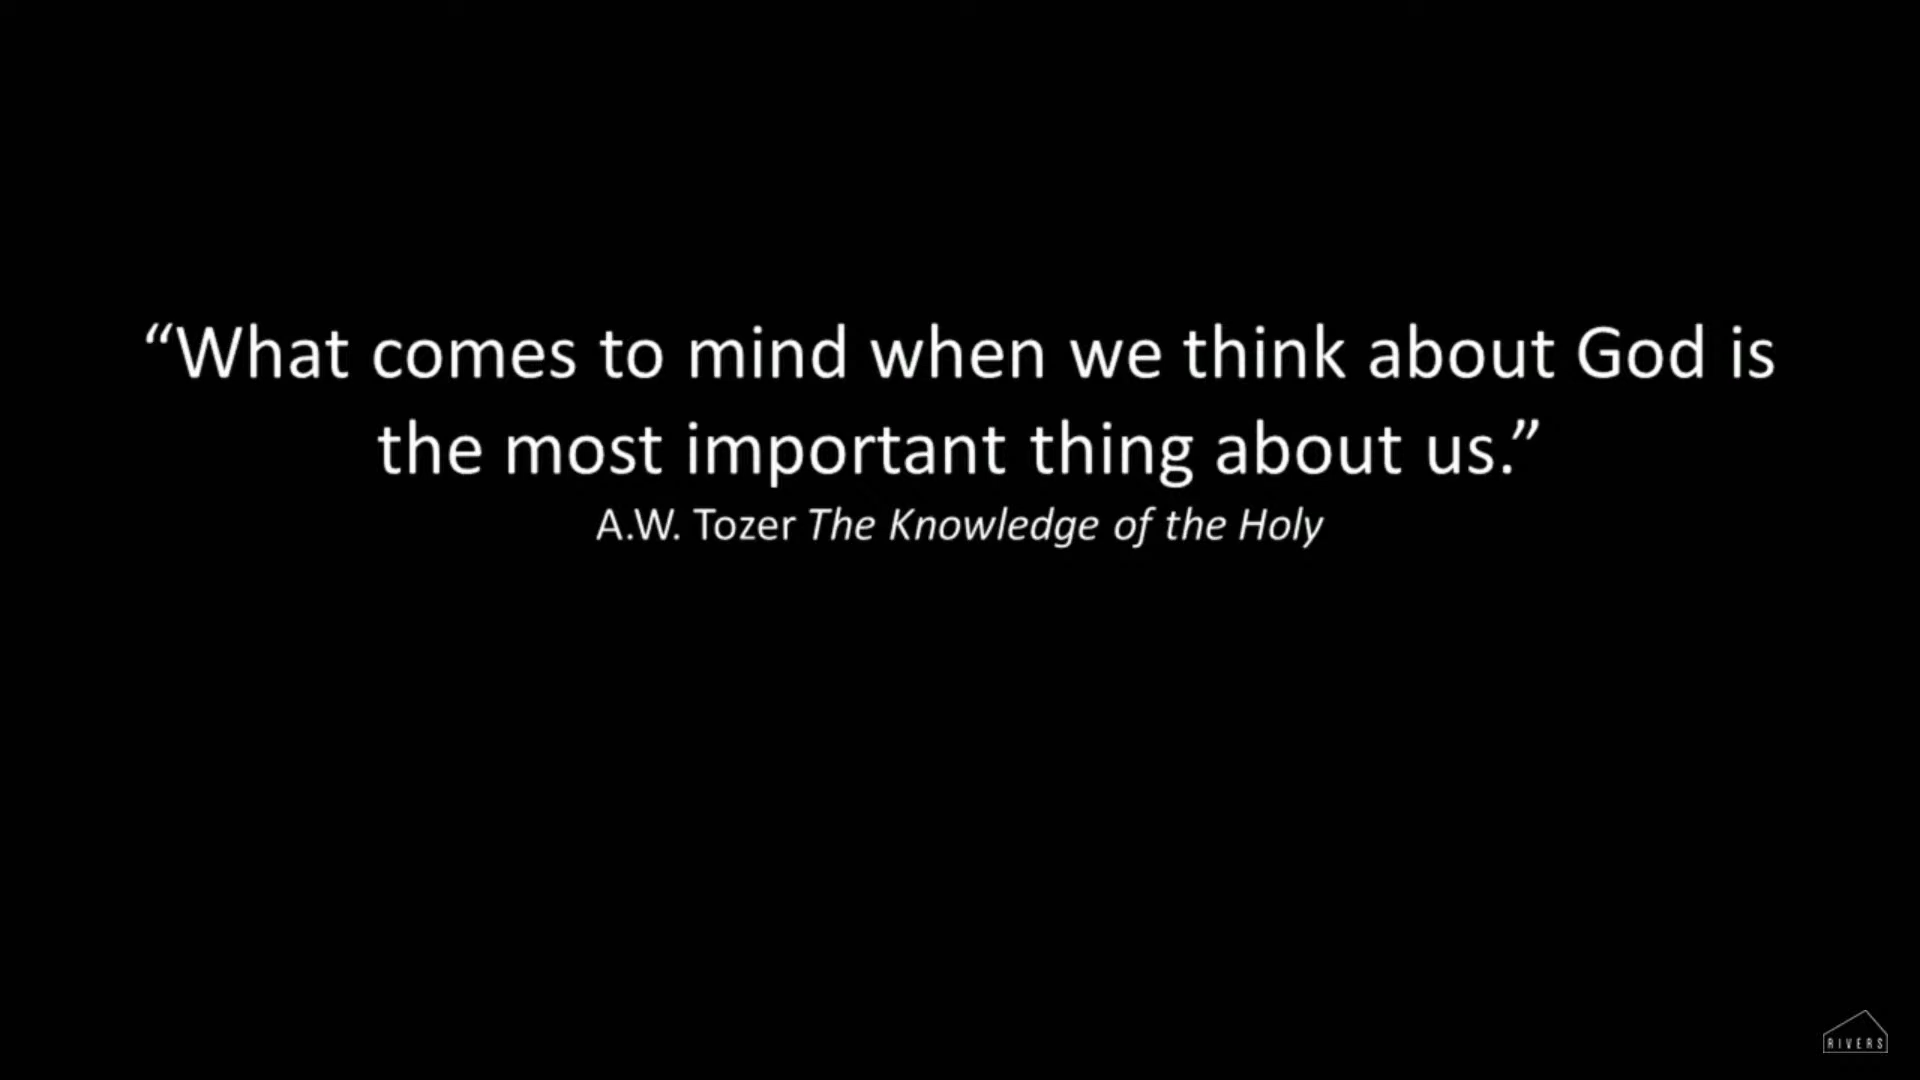 “What comes to mind when we think about God is
the most important thing about us.”
A.W. Tozer The Knowledge of the Holy
RIVERS